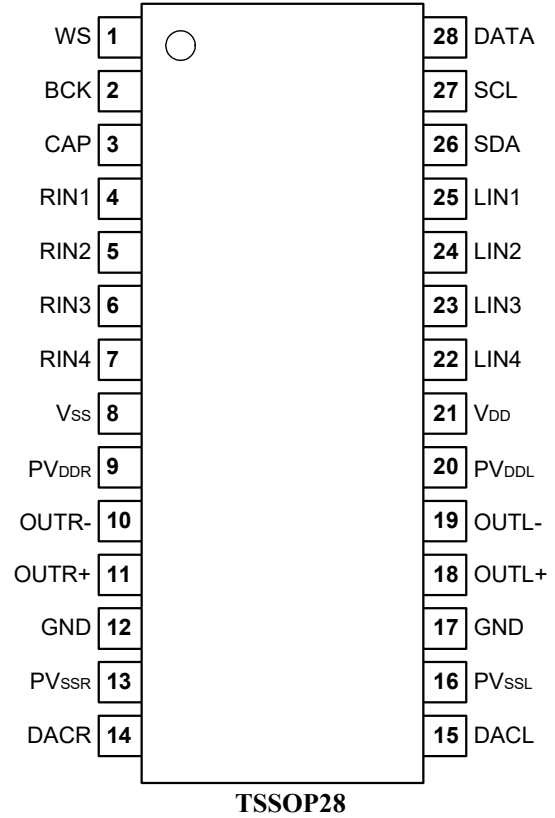 WS 1 28 DATA
BCK 2 27 SCL
CAP 3 26 SDA
RIN1 4 25 LIN1
RIN2 5 24 LIN2
RIN3 6 23 LIN3
RIN4 7 22 LIN4
VSS 8 21 VDD
PVDDR 9 20 PVDDL
OUTR- 10 19 OUTL-
OUTR+ 11 18 OUTL+
GND 12 17 GND
PVSSR 13 16 PVSSL
DACR 14 15 DACL
TSSOP28